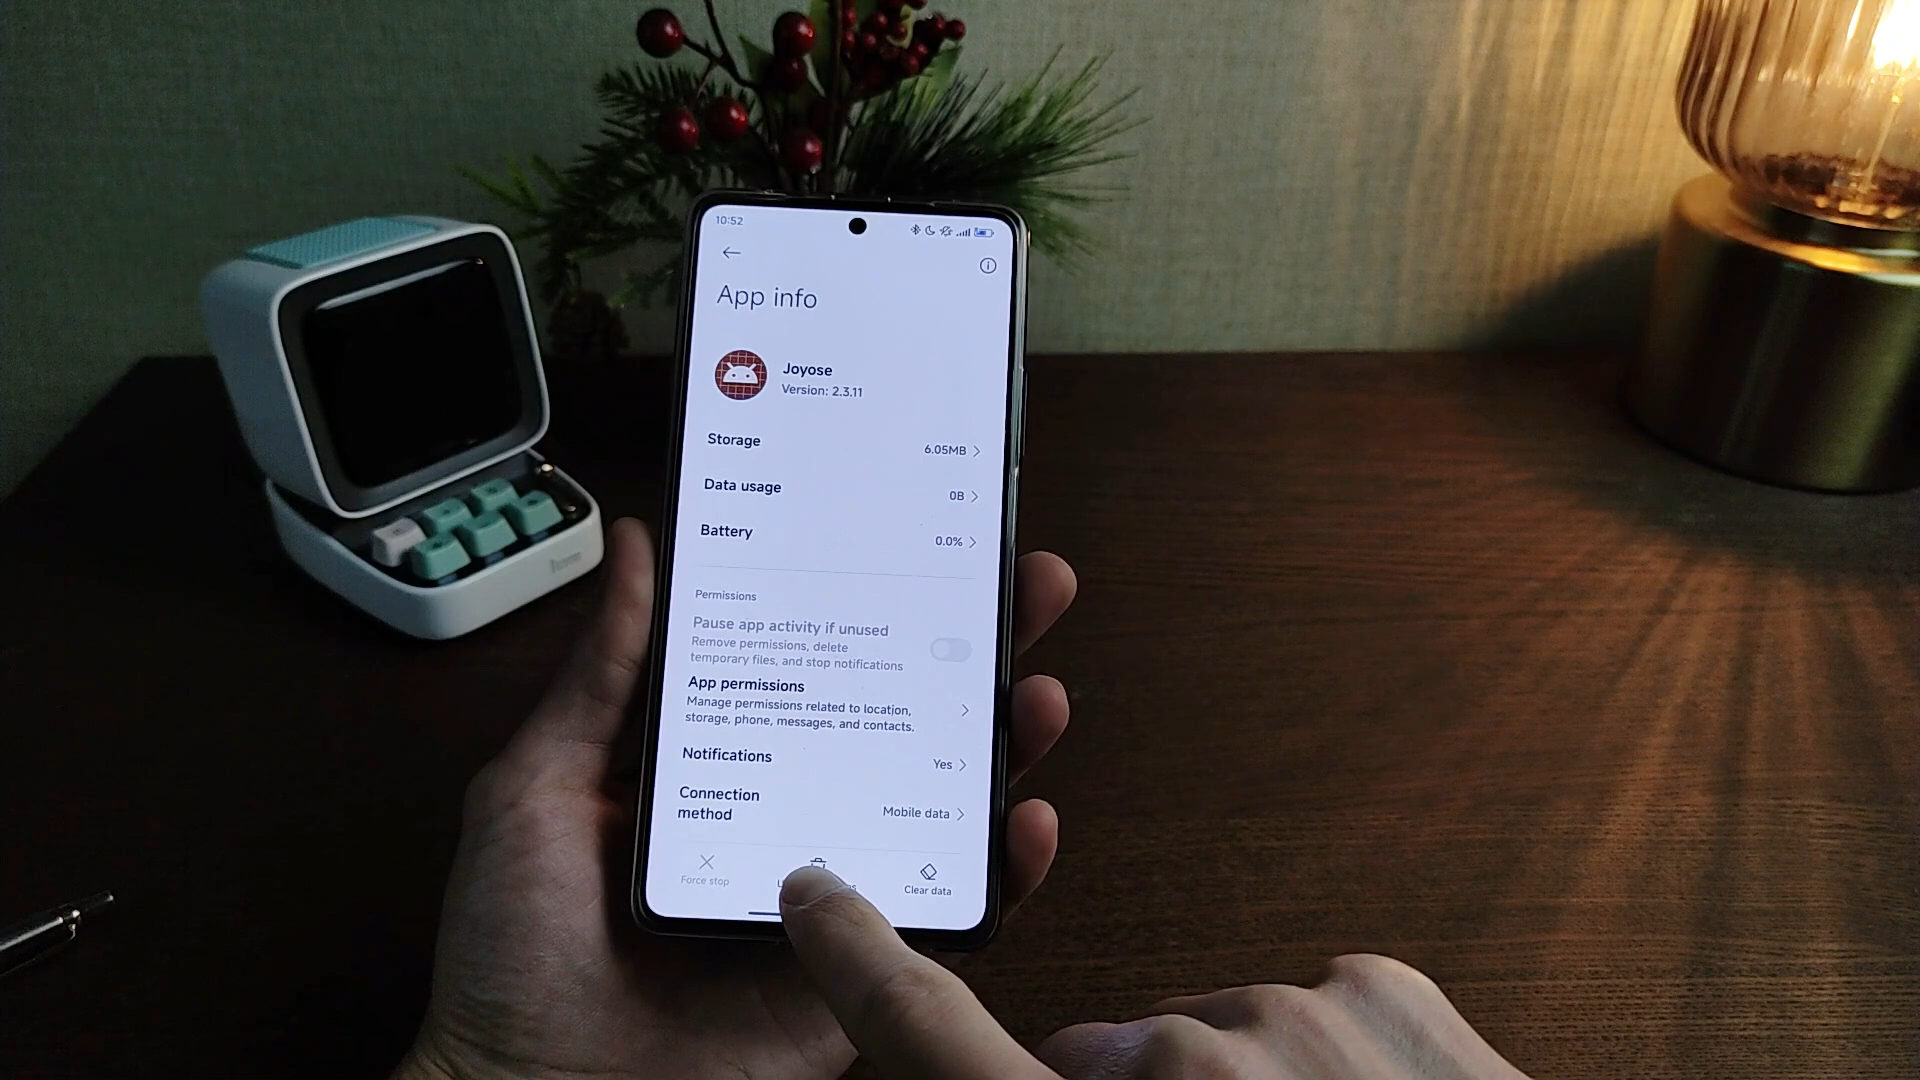 10:52
App info
Joyose
Version: 2.3.11
Storage
6.05MB
Data usage
0B
Battery
0.0%
Permissions
Pause app activity if unused
Remove permissions, delete
temporary files, and stop notifications
App permissions
Manage permissions related to location,
storage, phone, messages, and contacts.
Notifications
Yes
Connection
method
Mobile data
Force stop
Clear data